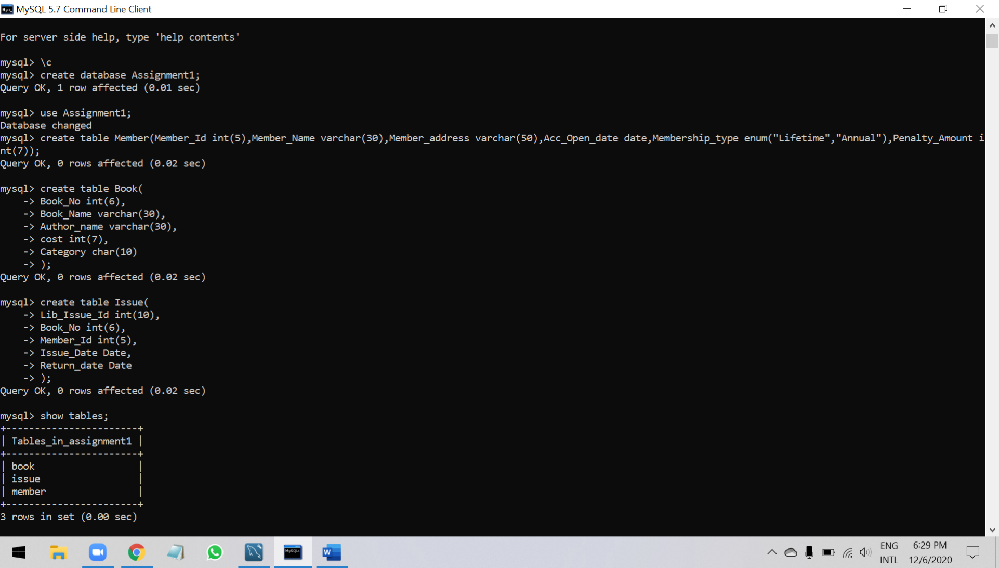 MySQL 5.7 Command Line Client
For server side help, type 'help contents'
mysql> \c
mysql> create database Assignment1;
Query OK, 1 row affected (0.01 sec)
mysql> use Assignment1;
Database changed
mysql> create table Member(Member_Id int(5),Member_Name varchar(30),Member_address varchar(50),Acc_Open_date date,Membership_type enum("Lifetime","Annual"),Penalty_Amount i
nt(7));
Query OK, 0 rows affected (0.02 sec)
mysql> create table Book(
    -> Book_No int(6),
    -> Book_Name varchar(30),
    -> Author_name varchar(30),
    -> cost int(7),
    -> Category char(10)
    -> );
Query OK, 0 rows affected (0.02 sec)
mysql> create table Issue(
    -> Lib_Issue_Id int(10),
    -> Book_No int(6),
    -> Member_Id int(5),
    -> Issue_Date Date,
    -> Return_date Date
    -> );
Query OK, 0 rows affected (0.02 sec)
mysql> show tables;
+-----------------------+
| Tables_in_assignment1 |
+-----------------------+
| book                  |
| issue                 |
| member                |
+-----------------------+
3 rows in set (0.00 sec)
MySQL
W
ENG
INTL
6:29 PM
12/6/2020